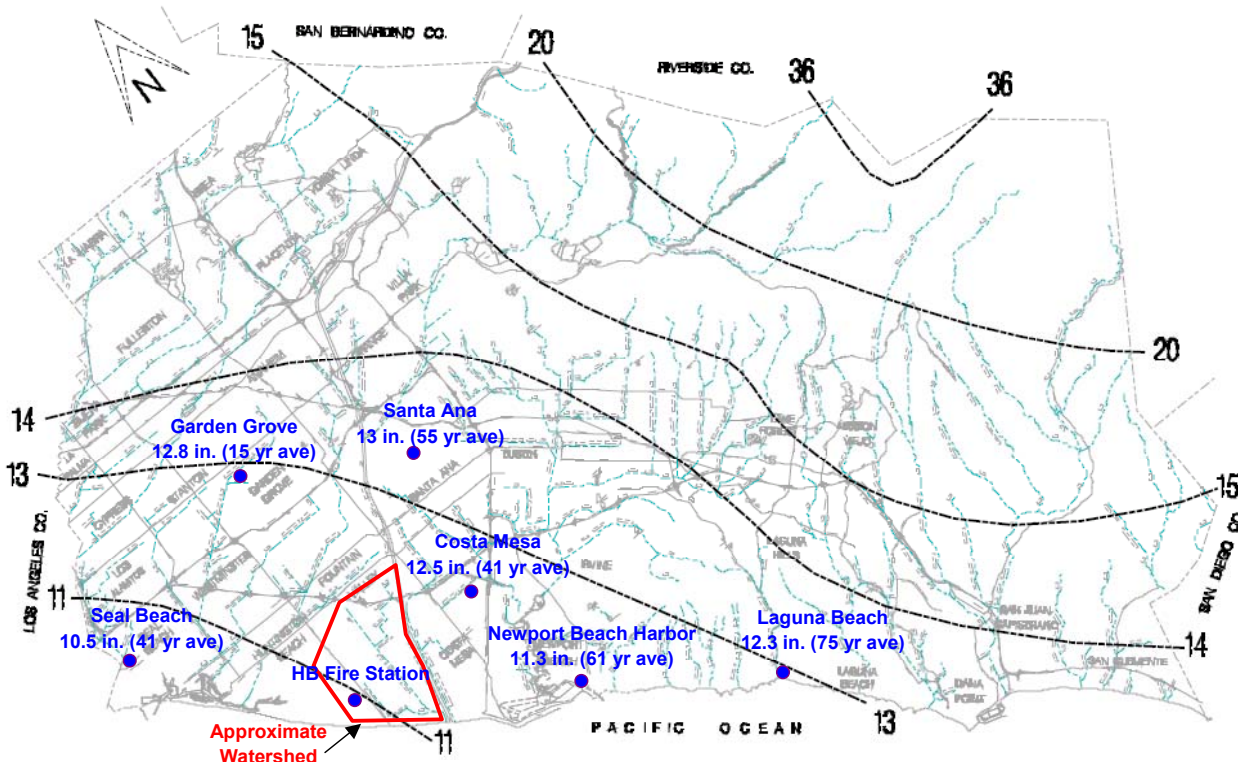 15
SAN BERNARDINO CO.
20
RIVERSIDE CO.
36
36
N
BREA
YORBA LINDA
LA HABRA
PLACENTIA
VILLA
PARK
FULLERTON
ORANGE
20
14
Santa Ana
13 in. (55 yr ave)
Garden Grove
12.8 in. (15 yr ave)
LAKE
FOREST
MISSION
VIEJO
TUSTIN
13
STANTON
GARDEN
GROVE
SANTA ANA
15
CYPRESS
LOS ANGELES CO.
SAN DIEGO CO.
Costa Mesa
12.5 in. (41 yr ave)
LAGUNA
HILLS
IRVINE
FOUNTAIN
VALLEY
LOS
ALAMITOS
WESTMINSTER
11
Seal Beach
10.5 in. (41 yr ave)
SAN JUAN
CAPISTRANO
Laguna Beach
12.3 in. (75 yr ave)
Newport Beach Harbor
11.3 in. (61 yr ave)
14
HUNTINGTON
BEACH
COSTA
MESA
SAN CLEMENTE
HB Fire Station
LAGUNA
BEACH
DANA
POINT
13
PACIFIC OCEAN
Approximate
Watershed
11